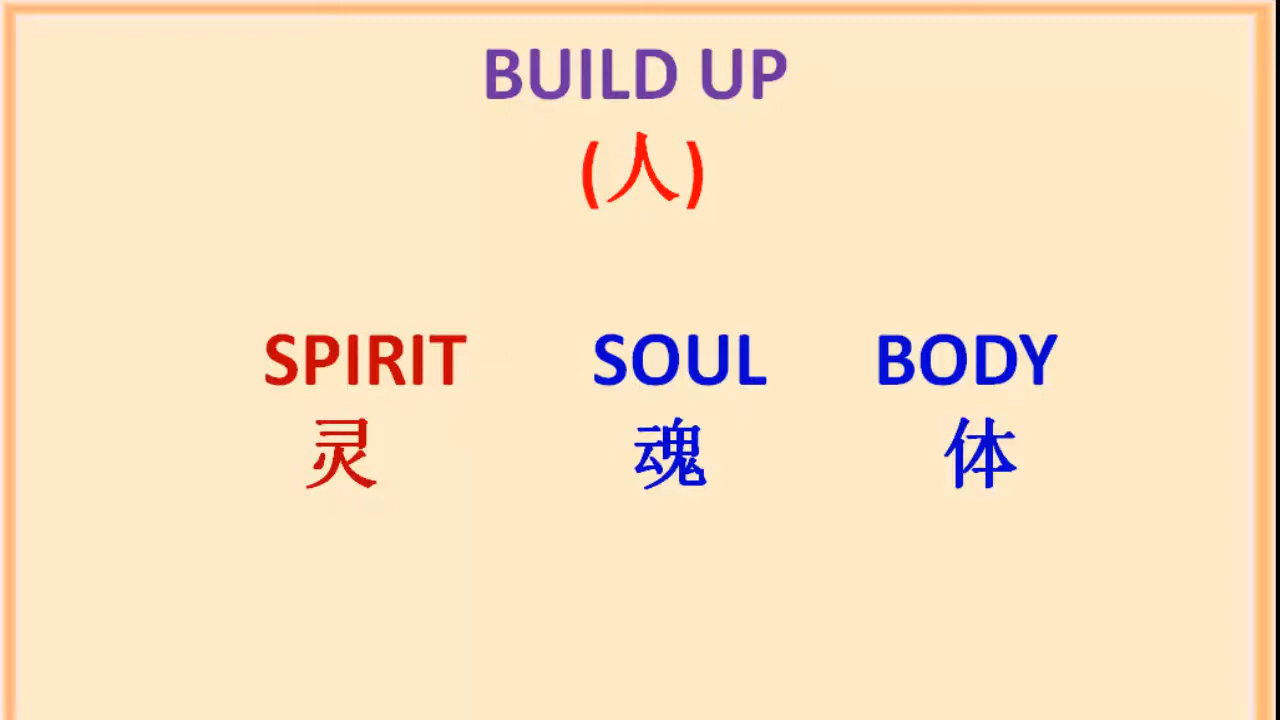 BUILD UP
(人)
SPIRIT SOUL BODY
灵 魂 体